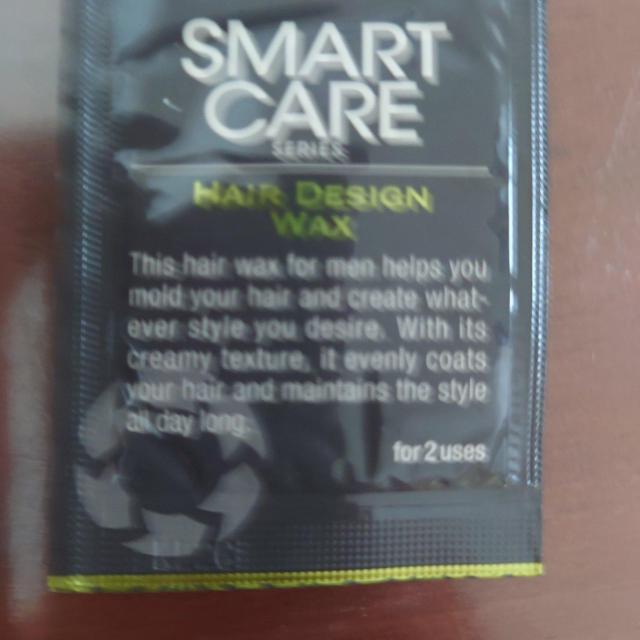 SMART
CARE
SERIES
HAIR DESIGN
WAX
This hair wax for men helps you
mold your hair and create what-
ever style you desire. With its
creamy texture, it evenly coats
your hair and maintains the style
all day long.
for 2 uses